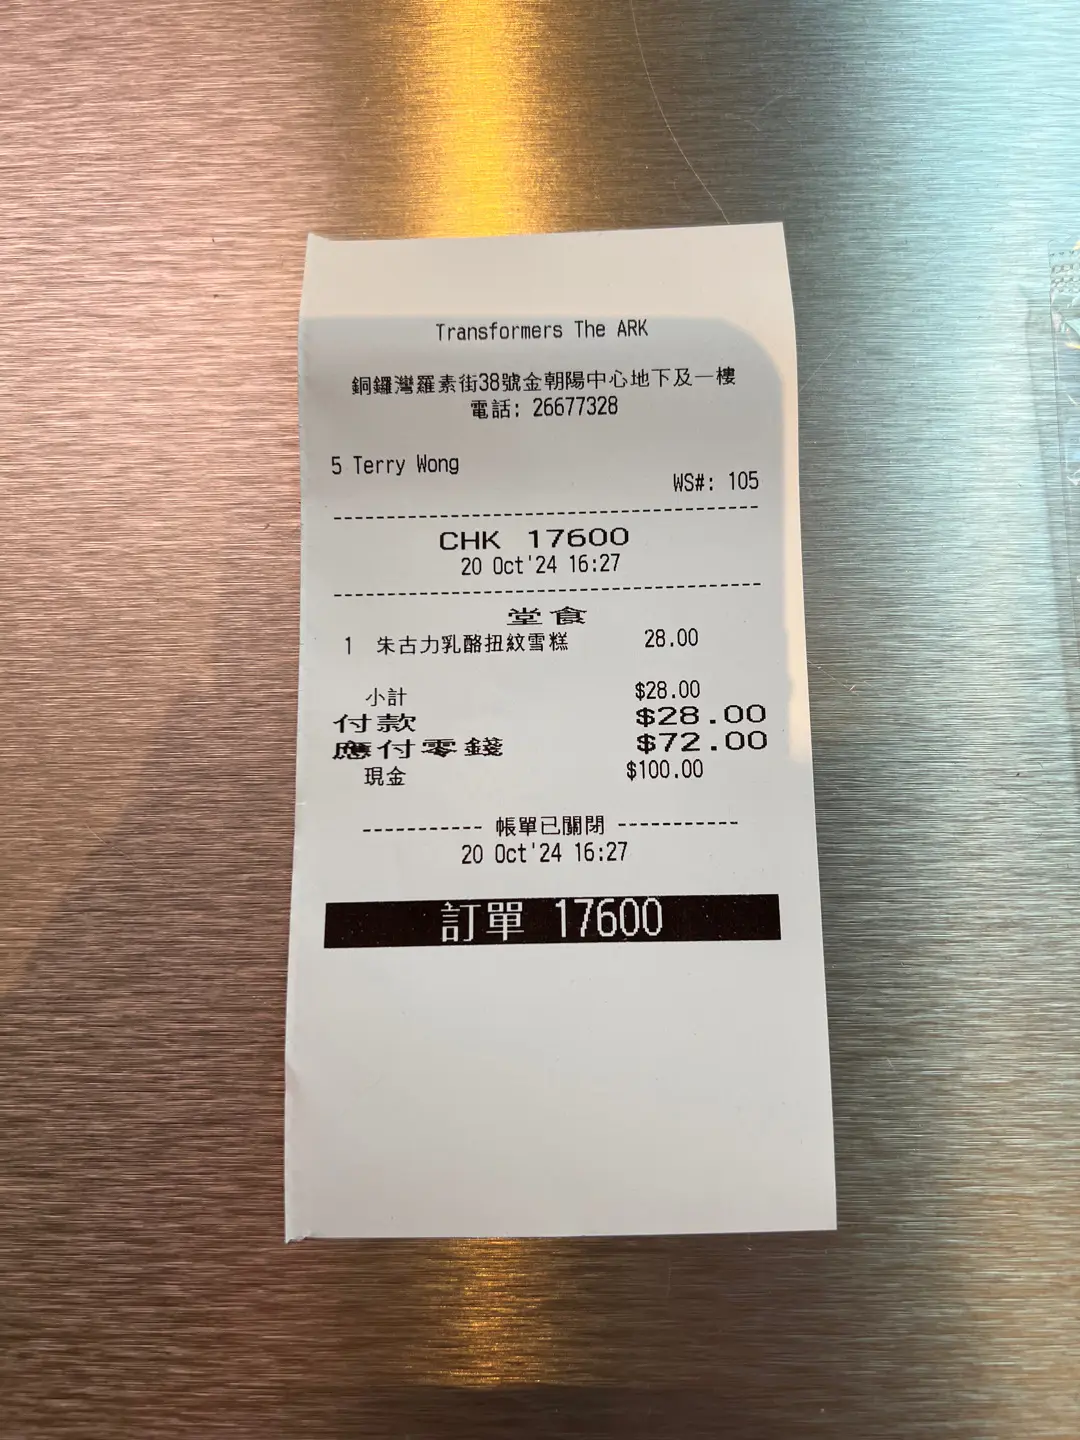 Transformers The ARK
銅鑼灣羅素街38號金朝陽中心地下及一樓
電話: 26677328
5 Terry Wong
WS#: 105
CHK 17600
20 Oct'24 16:27
堂食
1 朱古力乳酪扭紋雪糕 28.00
小計 $28.00
付款 $28.00
應付零錢 $72.00
現金 $100.00
----------- 帳單已關閉 -----------
20 Oct'24 16:27
訂單 17600